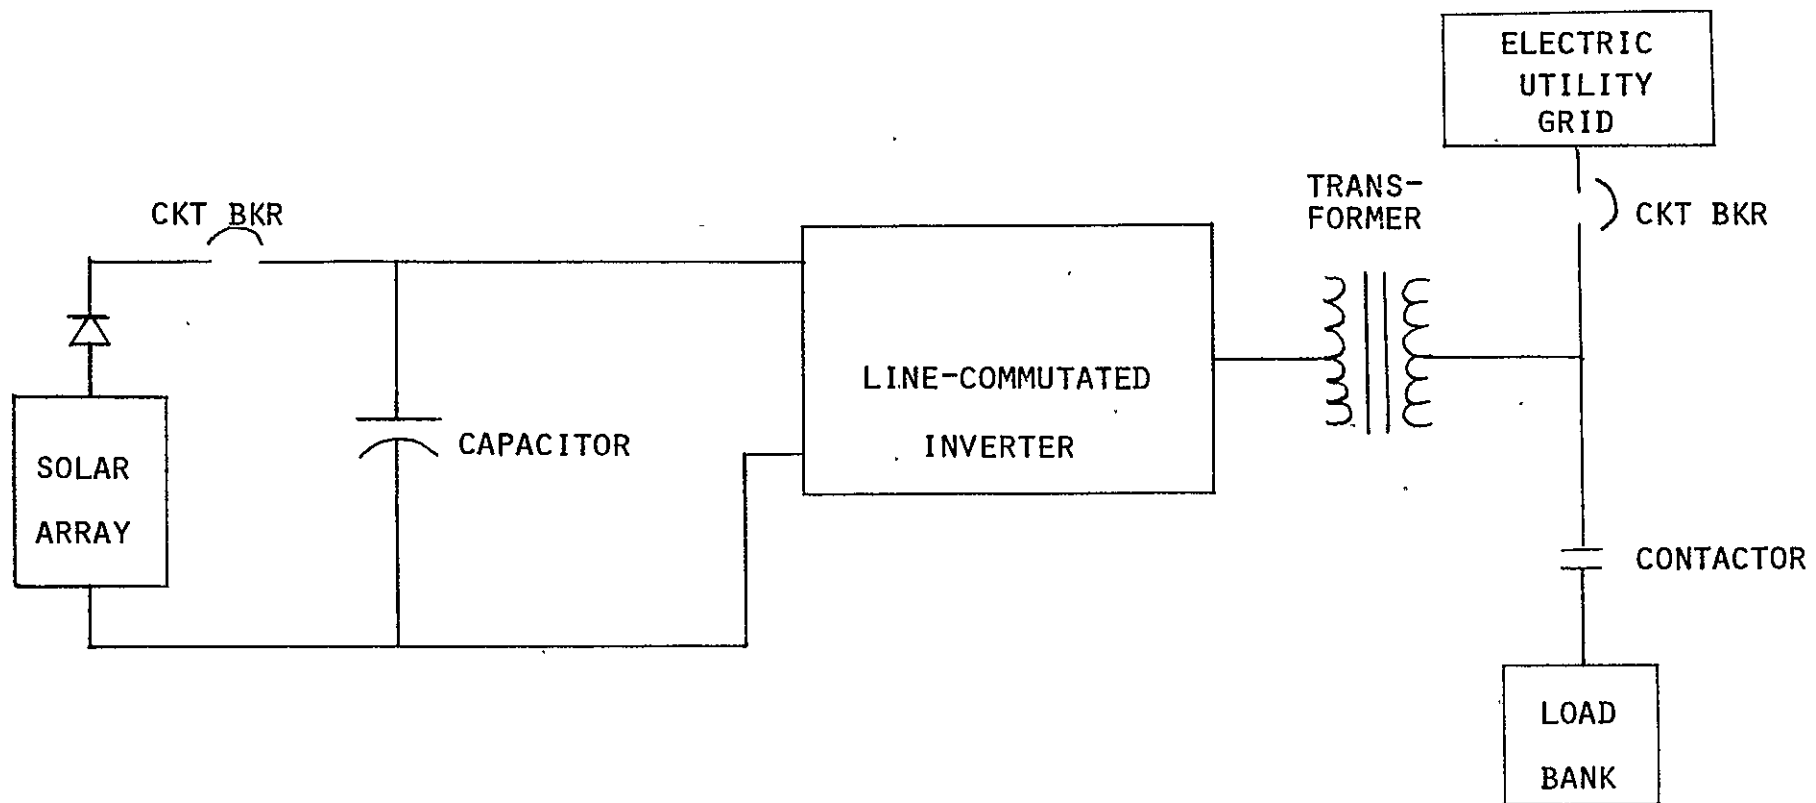 ELECTRIC
UTILITY
GRID
TRANS-
FORMER
CKT BKR
CKT BKR
LINE-COMMUTATED
INVERTER
CAPACITOR
SOLAR
ARRAY
CONTACTOR
LOAD
BANK